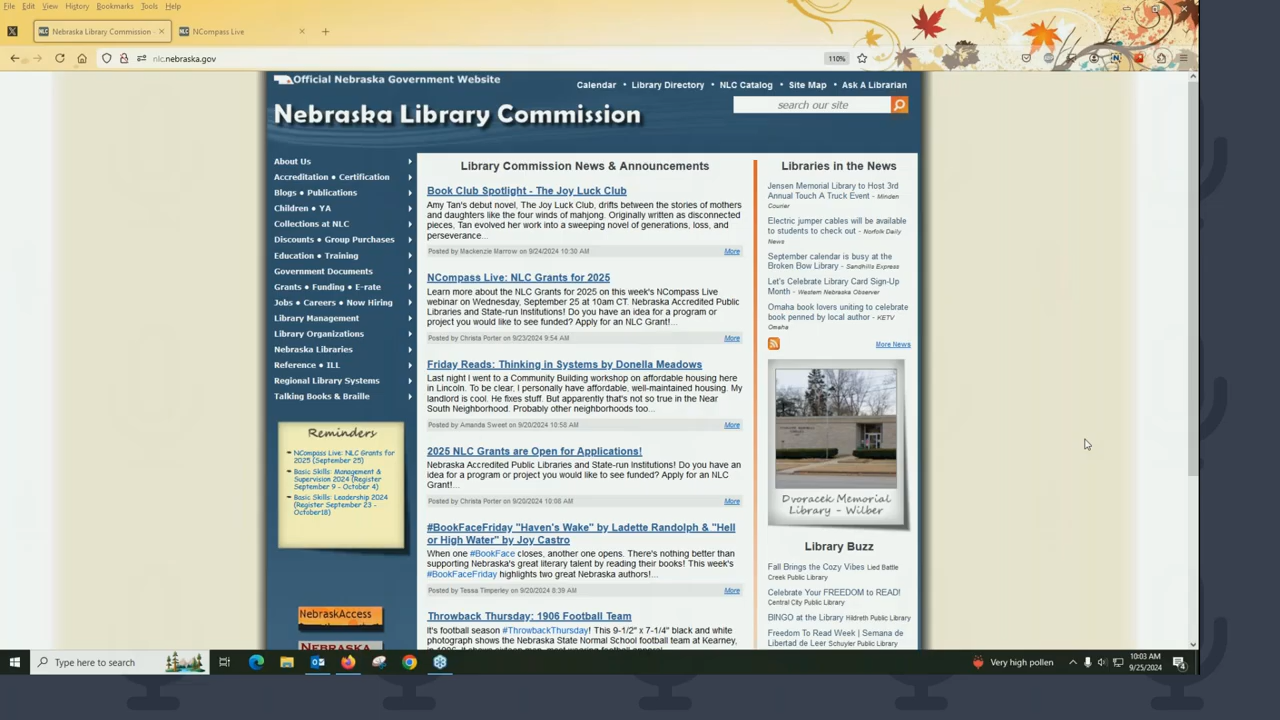 File Edit View History Bookmarks Tools Help
Nebraska Library Commission -
NCompass Live
nlc.nebraska.gov
110%
Official Nebraska Government Website
Calendar • Library Directory • NLC Catalog • Site Map • Ask A Librarian
Nebraska Library Commission
search our site
About Us
Accreditation • Certification
Blogs • Publications
Children • YA
Collections at NLC
Discounts • Group Purchases
Education • Training
Government Documents
Grants • Funding • E-rate
Jobs • Careers • Now Hiring
Library Management
Library Organizations
Nebraska Libraries
Reference • ILL
Regional Library Systems
Talking Books & Braille
Reminders
NCompass Live: NLC Grants for
2025 (September 25)
Basic Skills: Management &
Supervision 2024 (Register
September 9 - October 4)
Basic Skills: Leadership 2024
(Register September 23 -
October18)
NebraskAccess
NEBRASKA
Library Commission News & Announcements
Book Club Spotlight - The Joy Luck Club
Amy Tan's debut novel, The Joy Luck Club, drifts between the stories of mothers
and daughters like the four winds of mahjong. Originally written as disconnected
pieces, Tan evolved her work into a sweeping novel of generations, loss, and
perseverance...
Posted by Mackenzie Marrow on 9/24/2024 10:30 AM More
NCompass Live: NLC Grants for 2025
Learn more about the NLC Grants for 2025 on this week's NCompass Live
webinar on Wednesday, September 25 at 10am CT. Nebraska Accredited Public
Libraries and State-run Institutions! Do you have an idea for a program or
project you would like to see funded? Apply for an NLC Grant!...
Posted by Christa Porter on 9/23/2024 9:54 AM More
Friday Reads: Thinking in Systems by Donella Meadows
Last night I went to a Community Building workshop on affordable housing here
in Lincoln. To be clear, I personally have affordable, well-maintained housing. My
landlord is cool. He fixes stuff. But apparently that's not so true in the Near
South Neighborhood. Probably other neighborhoods too...
Posted by Amanda Sweet on 9/20/2024 10:58 AM More
2025 NLC Grants are Open for Applications!
Nebraska Accredited Public Libraries and State-run Institutions! Do you have an
idea for a program or project you would like to see funded? Apply for an NLC
Grant!...
Posted by Christa Porter on 9/20/2024 10:06 AM More
#BookFaceFriday "Haven's Wake" by Ladette Randolph & "Hell
or High Water" by Joy Castro
When one #BookFace closes, another one opens. There's nothing better than
supporting Nebraska's great literary talent by reading their books! This week's
#BookFaceFriday highlights two great Nebraska authors!...
Posted by Tessa Timperley on 9/20/2024 8:39 AM More
Throwback Thursday: 1906 Football Team
It's football season #ThrowbackThursday! This 9-1/2" x 7-1/4" black and white
photograph shows the Nebraska State Normal School football team at Kearney,
Libraries in the News
Jensen Memorial Library to Host 3rd
Annual Touch A Truck Event - Minden
Courier
Electric jumper cables will be available
to students to check out - Norfolk Daily
News
September calendar is busy at the
Broken Bow Library - Sandhills Express
Let's Celebrate Library Card Sign-Up
Month - Western Nebraska Observer
Omaha book lovers uniting to celebrate
book penned by local author - KETV
Omaha
More News
Dvoracek Memorial
Library - Wilber
Library Buzz
Fall Brings the Cozy Vibes Lied Battle
Creek Public Library
Celebrate Your FREEDOM to READ!
Central City Public Library
BINGO at the Library Hildreth Public Library
Freedom To Read Week | Semana de
Libertad de Leer Schuyler Public Library
Type here to search
Very high pollen
10:03 AM
9/25/2024
4